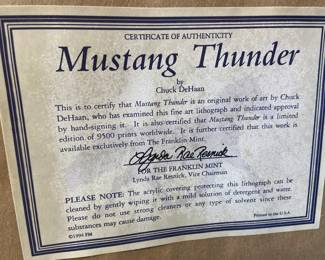 CERTIFICATE OF AUTHENTICITY
Mustang Thunder
by
Chuck DeHaan
This is to certify that Mustang Thunder is an original work of art by Chuck
DeHaan, who has examined this fine art lithograph and indicated approval
by hand-signing it. It is also certified that Mustang Thunder is a limited
edition of 9500 prints worldwide. It is further certified that this work is
available exclusively from The Franklin Mint.
Lynda Rae Resnick
FOR THE FRANKLIN MINT
Lynda Rae Resnick, Vice Chairman
PLEASE NOTE: The acrylic covering protecting this lithograph can be
cleaned by gently wiping it with a mild solution of detergent and water.
Please do not use strong cleaners or any type of solvent since these
substances may cause damage.
©1994 FM
Printed in the U.S.A.